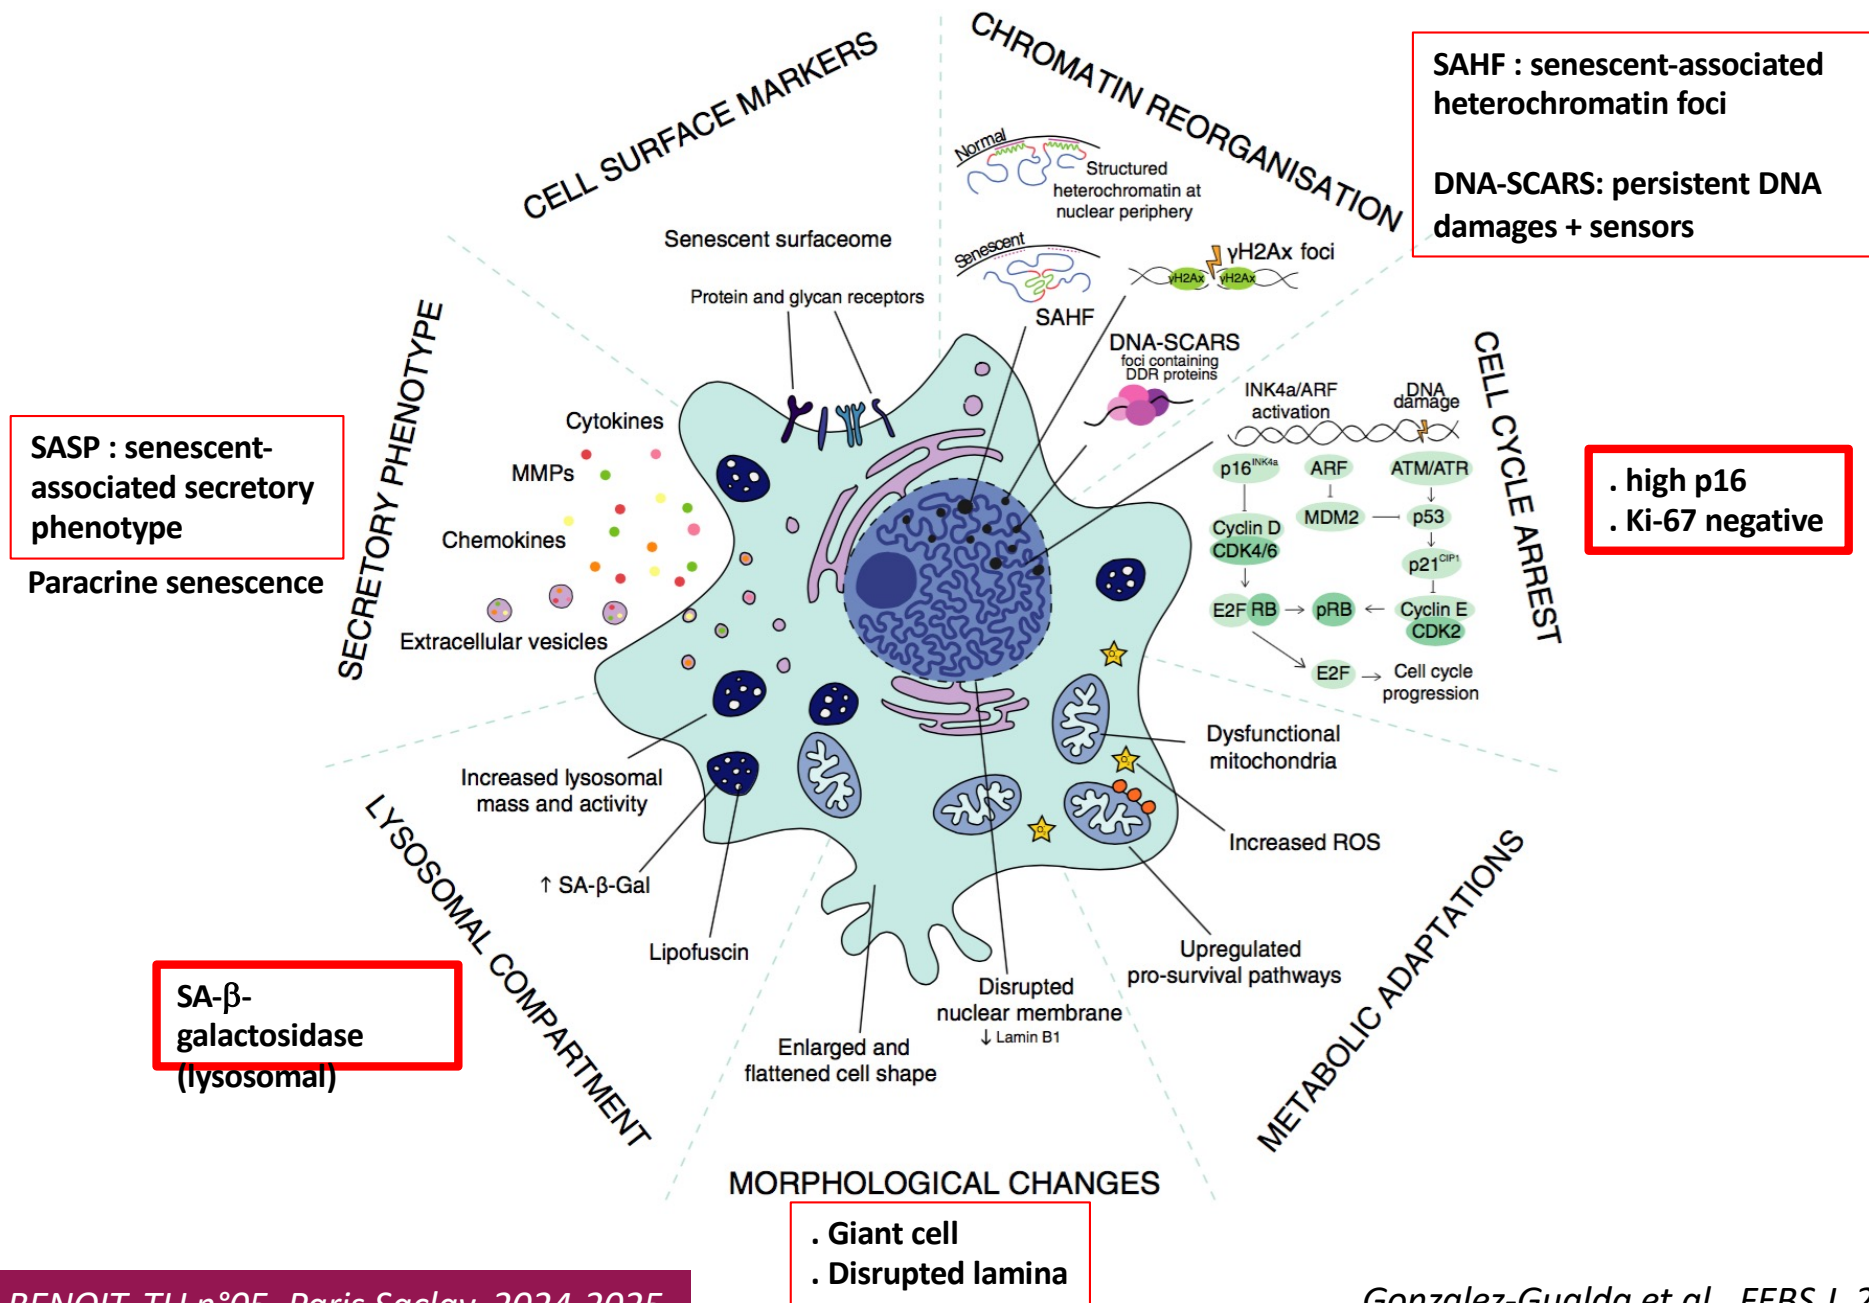 CELL SURFACE MARKERS
CHROMATIN REORGANISATION
SAHF : senescent-associated
heterochromatin foci
DNA-SCARS: persistent DNA
damages + sensors
Normal
Structured
heterochromatin at
nuclear periphery
Senescent
SAHF
γH2Ax foci
γH2Ax
γH2Ax
DNA-SCARS
foci containing
DDR proteins
Senescent surfaceome
Protein and glycan receptors
CELL CYCLE ARREST
INK4a/ARF
activation
DNA
damage
p16INK4a
ARF
ATM/ATR
Cyclin D
CDK4/6
MDM2
p53
p21CIP1
E2F
RB
pRB
Cyclin E
CDK2
E2F
Cell cycle
progression
. high p16
. Ki-67 negative
SECRETORY PHENOTYPE
SASP : senescent-
associated secretory
phenotype
Paracrine senescence
Cytokines
MMPs
Chemokines
Extracellular vesicles
Dysfunctional
mitochondria
Increased ROS
Upregulated
pro-survival pathways
METABOLIC ADAPTATIONS
Increased lysosomal
mass and activity
↑ SA-β-Gal
Lipofuscin
LYSOSOMAL COMPARTMENT
SA-β-
galactosidase
(lysosomal)
Enlarged and
flattened cell shape
Disrupted
nuclear membrane
↓ Lamin B1
MORPHOLOGICAL CHANGES
. Giant cell
. Disrupted lamina
BENOIT, TU n°05, Paris Saclay, 2024-2025
Gonzalez-Gualda et al., FEBS J, 2